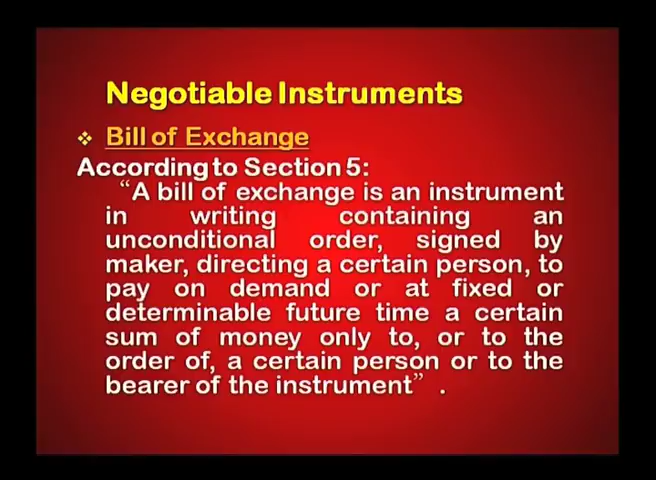 Negotiable Instruments
❖ Bill of Exchange
According to Section 5:
“A bill of exchange is an instrument
in writing containing an
unconditional order, signed by
maker, directing a certain person, to
pay on demand or at fixed or
determinable future time a certain
sum of money only to, or to the
order of, a certain person or to the
bearer of the instrument” .